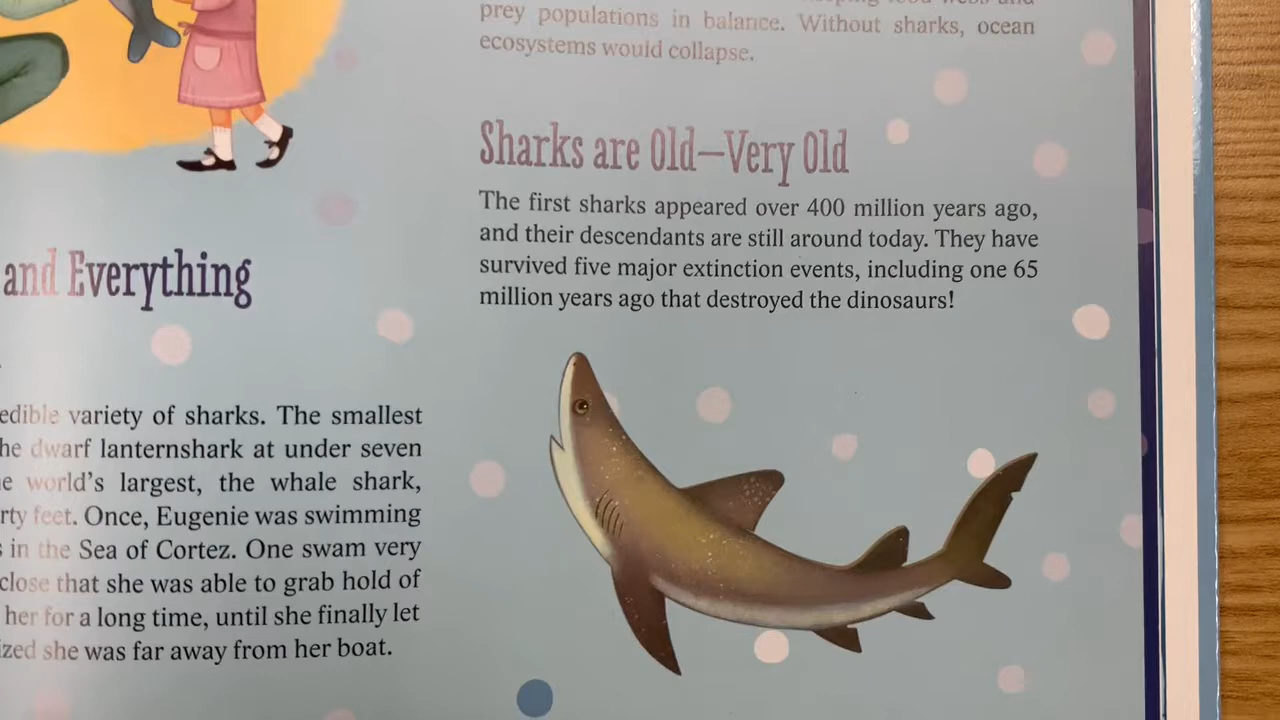 and Everything
variety of sharks. The smallest
dwarf lanternshark at under seven
world's largest, the whale shark,
feet. Once, Eugenie was swimming
in the Sea of Cortez. One swam very
close that she was able to grab hold of
her for a long time, until she finally let
she was far away from her boat.
prey populations in balance. Without sharks, ocean
ecosystems would collapse.
Sharks are Old—Very Old
The first sharks appeared over 400 million years ago,
and their descendants are still around today. They have
survived five major extinction events, including one 65
million years ago that destroyed the dinosaurs!